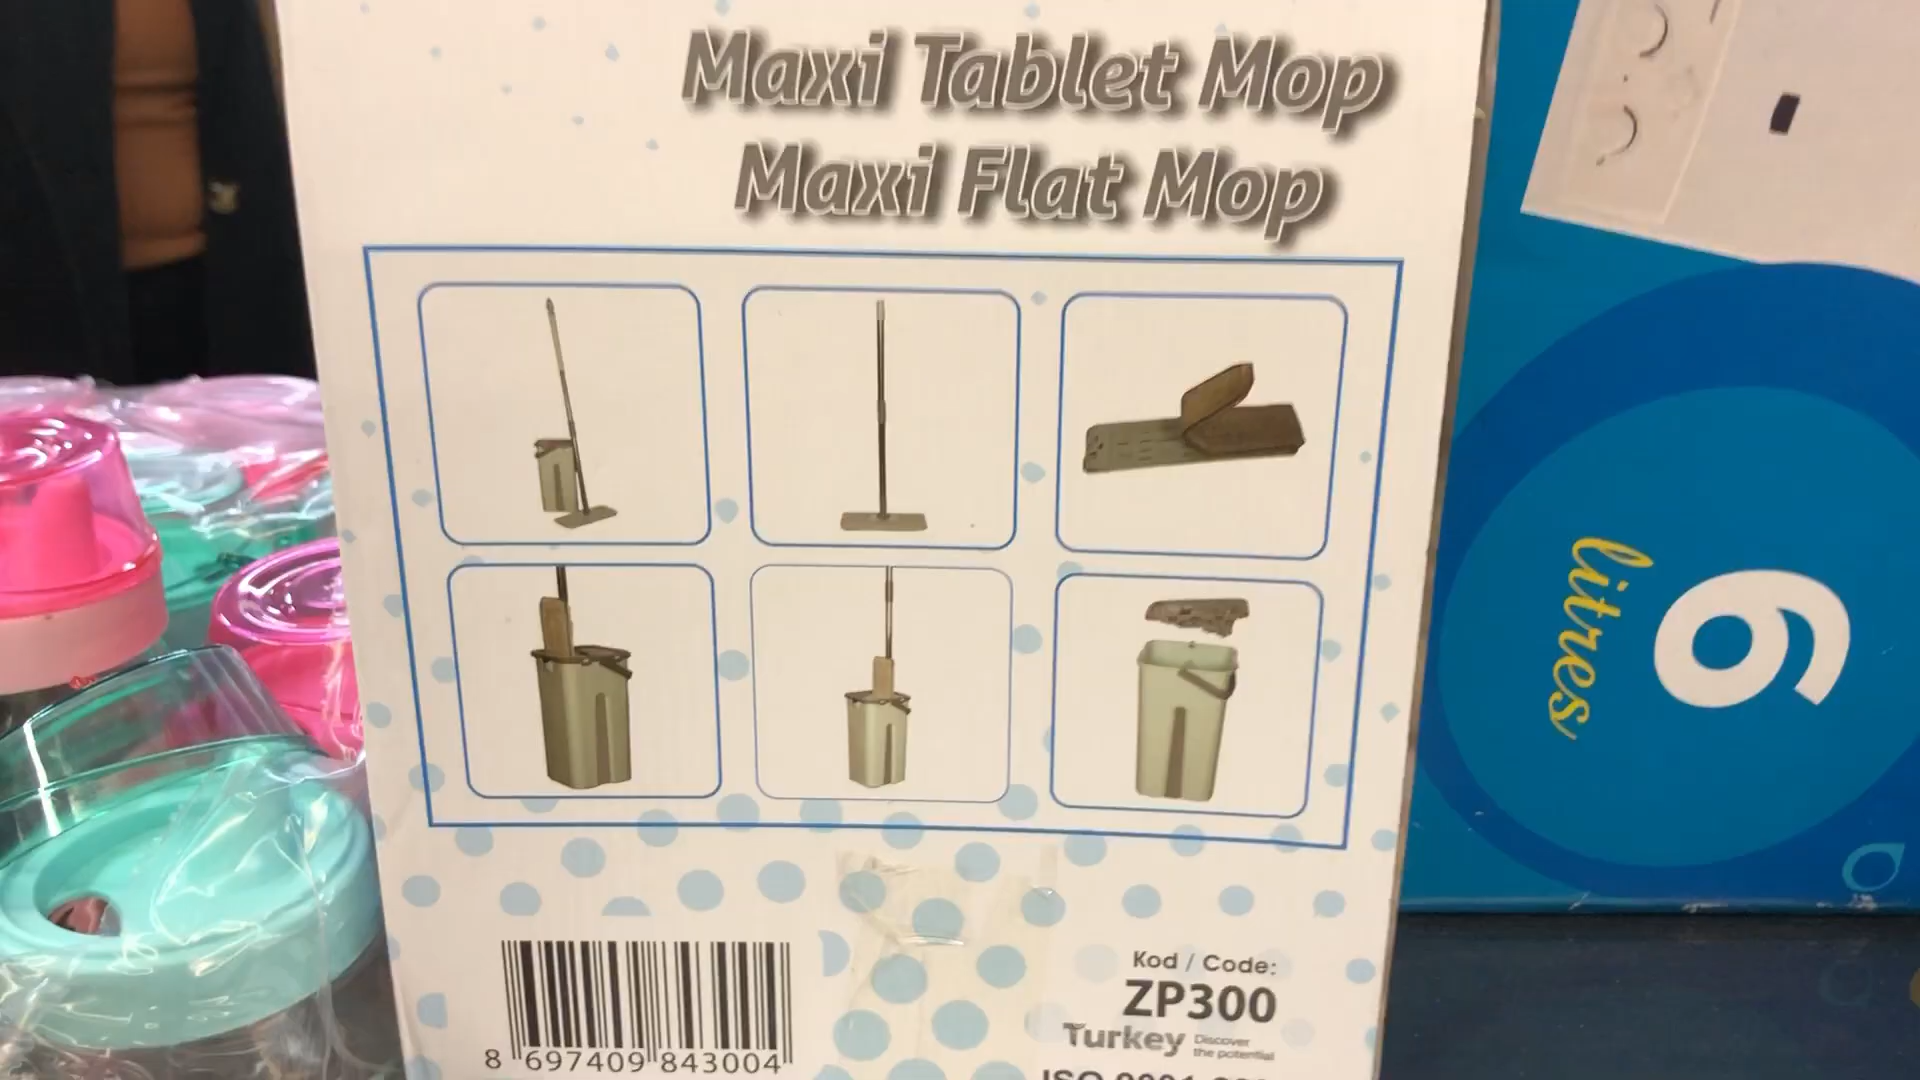 Maxi Tablet Mop
Maxi Flat Mop
litres
6
Kod / Code:
ZP300
Turkey Discover
the potential
8 697409 843004